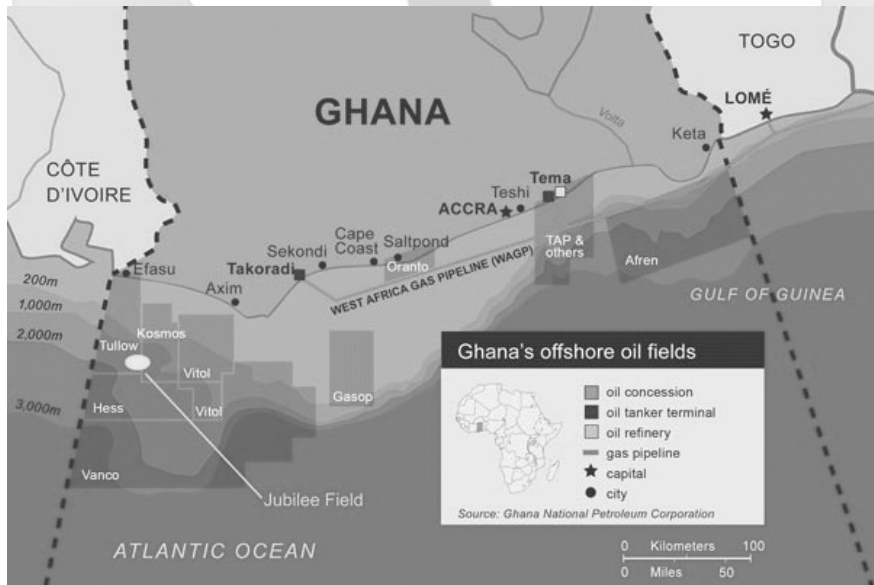 TOGO
LOMÉ
GHANA
Volta
Keta
CÔTE
D'IVOIRE
Tema
Teshi
ACCRA
Cape
Coast
Saltpond
Sekondi
Takoradi
Oranto
TAP &
others
Afren
Efasu
Axim
WEST AFRICA GAS PIPELINE (WAGP)
GULF OF GUINEA
200m
1,000m
2,000m
3,000m
Kosmos
Tullow
Vitol
Hess
Vitol
Gasop
Vanco
Jubilee Field
ATLANTIC OCEAN
Ghana's offshore oil fields
oil concession
oil tanker terminal
oil refinery
gas pipeline
capital
city
Source: Ghana National Petroleum Corporation
0 Kilometers 100
0 Miles 50